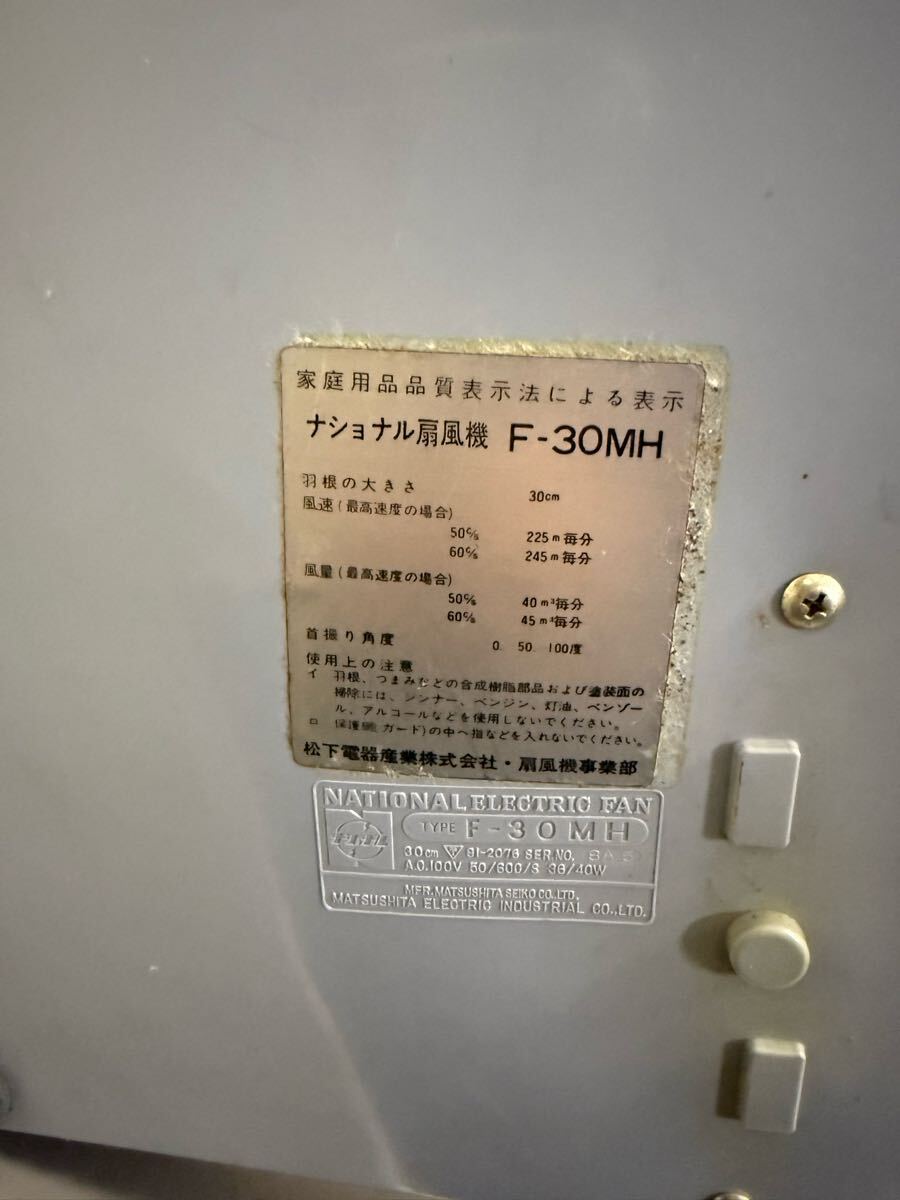 家庭用品品質表示法による表示
ナショナル扇風機 F-30MH
羽根の大きさ 30cm
風速(最高速度の場合)
50c/s 225m毎分
60c/s 245m毎分
風量(最高速度の場合)
50c/s 40m³毎分
60c/s 45m³毎分
首振り角度 0. 50. 100度
使用上の注意
イ 羽根、つまみなどの合成樹脂部品および塗装面の
掃除には、シンナー、ベンジン、灯油、ベンゾー
ル、アルコールなどを使用しないでください。
ロ 保護 ガード)の中へ指などを入れないでください。
松下電器産業株式会社・扇風機事業部
NATIONAL ELECTRIC FAN
TYPE F-30MH
30cm 91-2076 SER.NO.
A.C.100V 50/60C/S 36/40W
MFR.MATSUSHITA SEIKO CO.,LTD.
MATSUSHITA ELECTRIC INDUSTRIAL CO.,LTD.